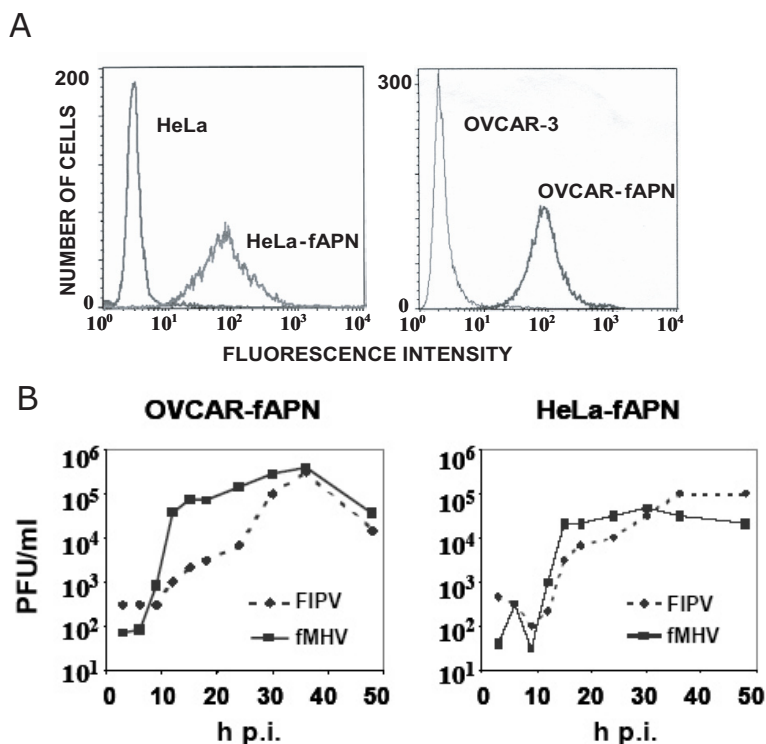 A
200
HeLa
HeLa-fAPN
NUMBER OF CELLS
0
10⁰ 10¹ 10² 10³ 10⁴
300
OVCAR-3
OVCAR-fAPN
0
10⁰ 10¹ 10² 10³ 10⁴
FLUORESCENCE INTENSITY
B
OVCAR-fAPN
PFU/ml
10⁶
10⁵
10⁴
10³
10²
10¹
FIPV
fMHV
0 10 20 30 40 50
h p.i.
HeLa-fAPN
10⁶
10⁵
10⁴
10³
10²
10¹
FIPV
fMHV
0 10 20 30 40 50
h p.i.